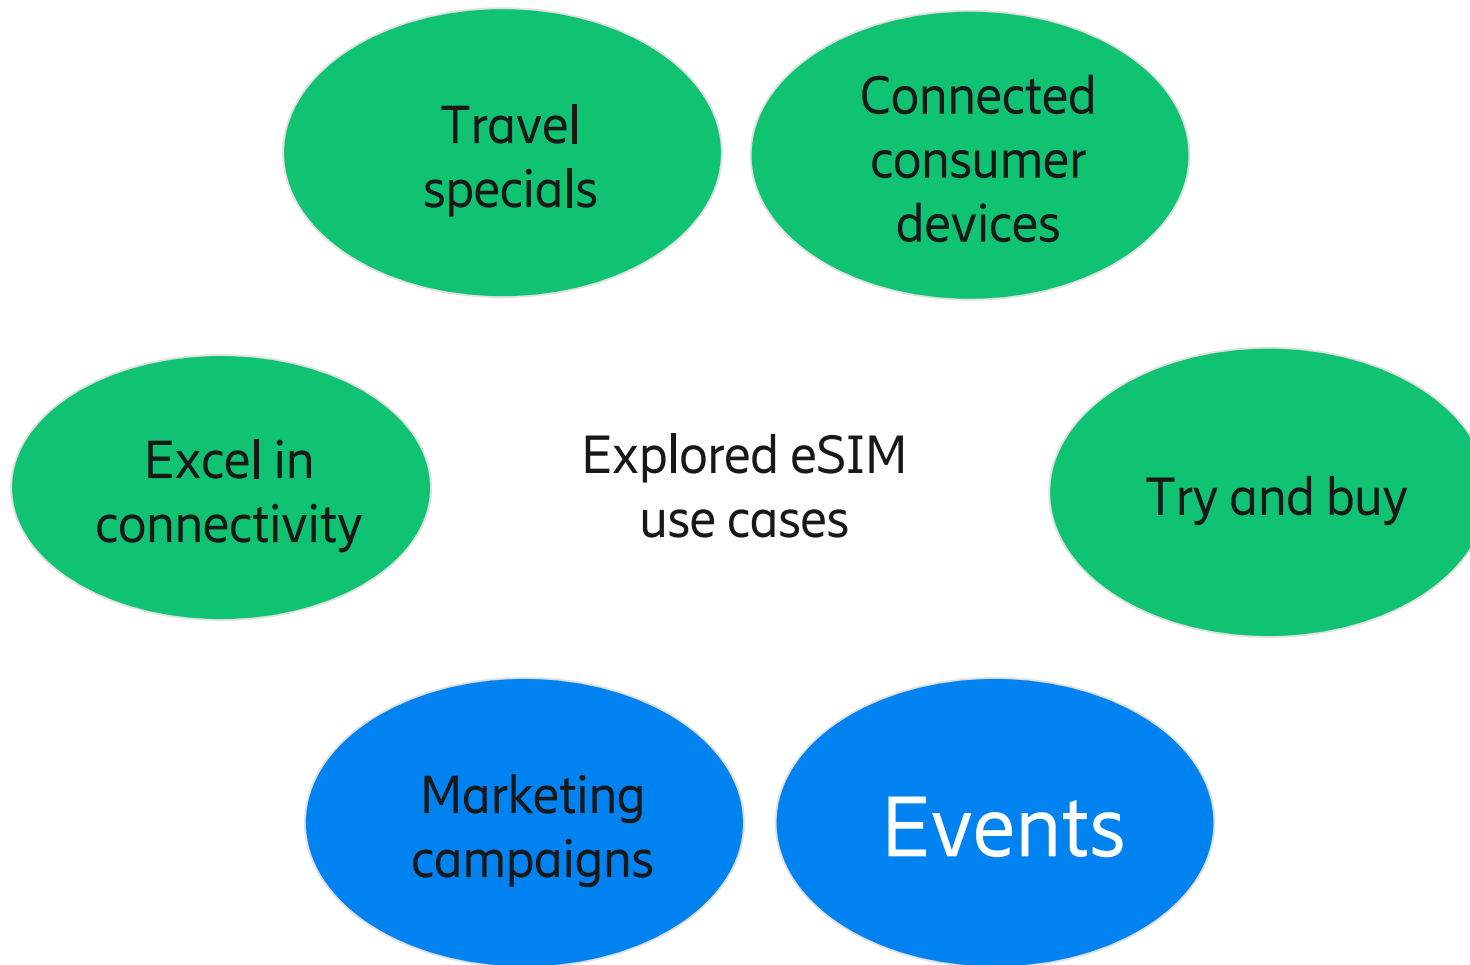 Travel
specials
Connected
consumer
devices
Excel in
connectivity
Explored eSIM
use cases
Try and buy
Marketing
campaigns
Events